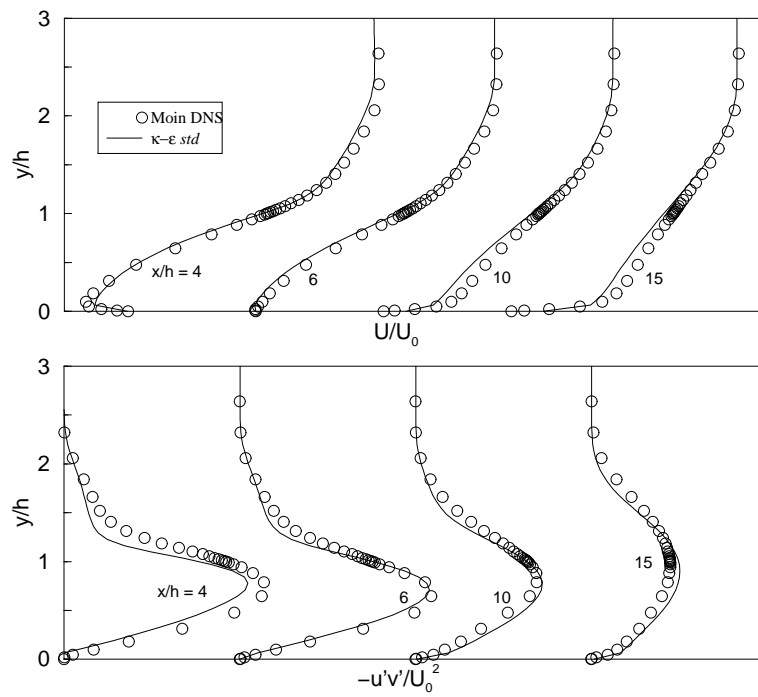 3
2
1
0
y/h
Moin DNS
κ−ε std
x/h = 4
6
10
15
U/U₀
3
2
1
0
y/h
x/h = 4
6
10
15
−u'v'/U₀²